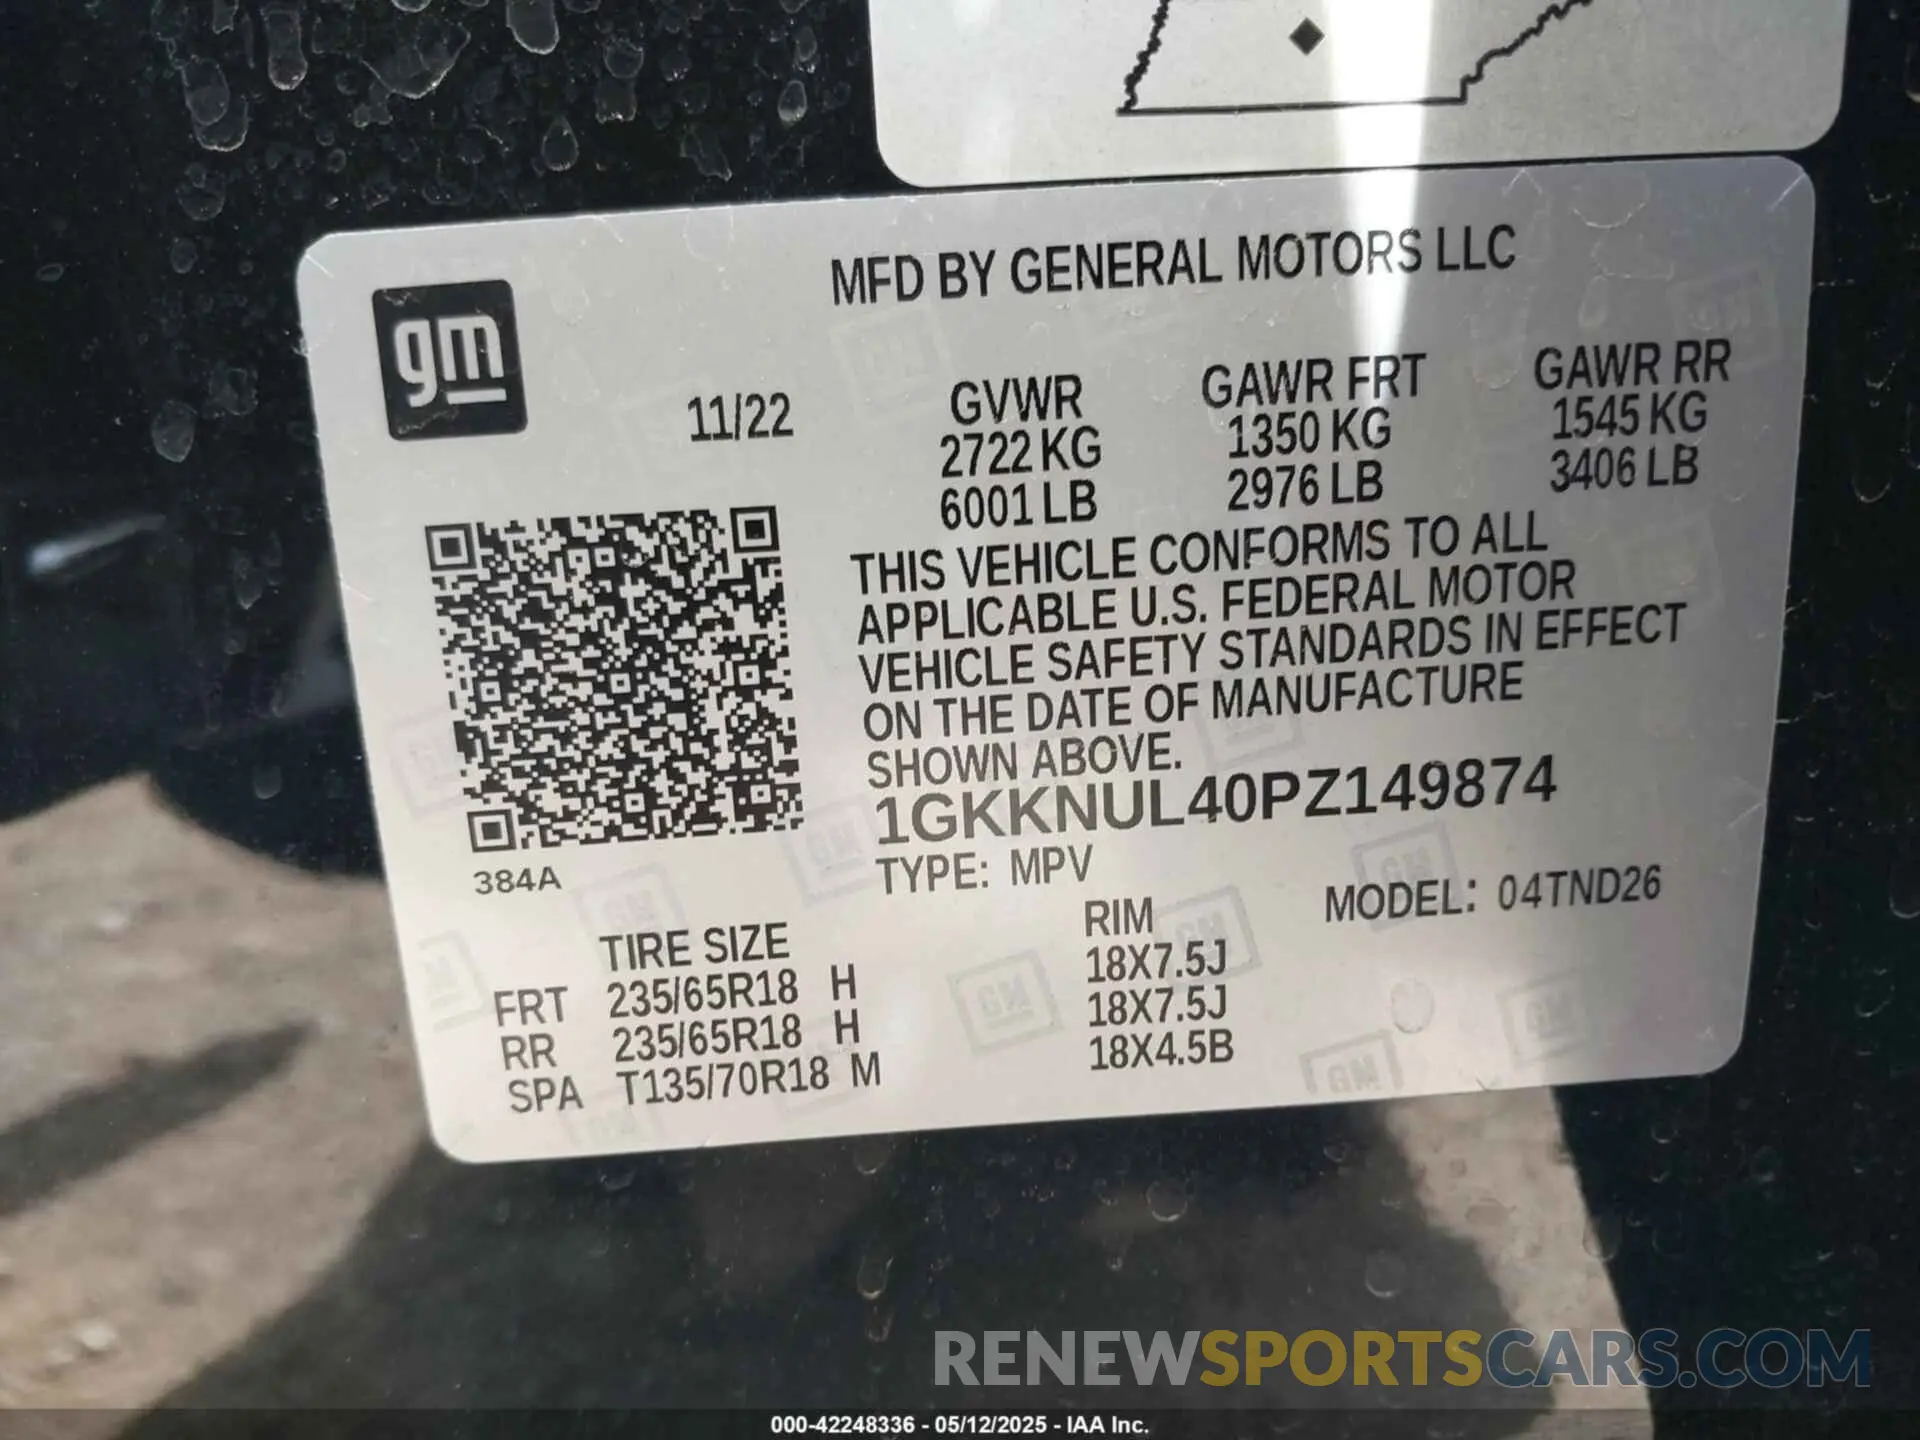 MFD BY GENERAL MOTORS LLC
gm
11/22
GVWR GAWR FRT GAWR RR
2722 KG 1350 KG 1545 KG
6001 LB 2976 LB 3406 LB
THIS VEHICLE CONFORMS TO ALL
APPLICABLE U.S. FEDERAL MOTOR
VEHICLE SAFETY STANDARDS IN EFFECT
ON THE DATE OF MANUFACTURE
SHOWN ABOVE.
1GKKNUL40PZ149874
384A
TYPE: MPV MODEL: 04TND26
TIRE SIZE RIM
FRT 235/65R18 H 18X7.5J
RR 235/65R18 H 18X7.5J
SPA T135/70R18 M 18X4.5B
RENEWSPORTSCARS.COM
000-42248336 - 05/12/2025 - IAA Inc.